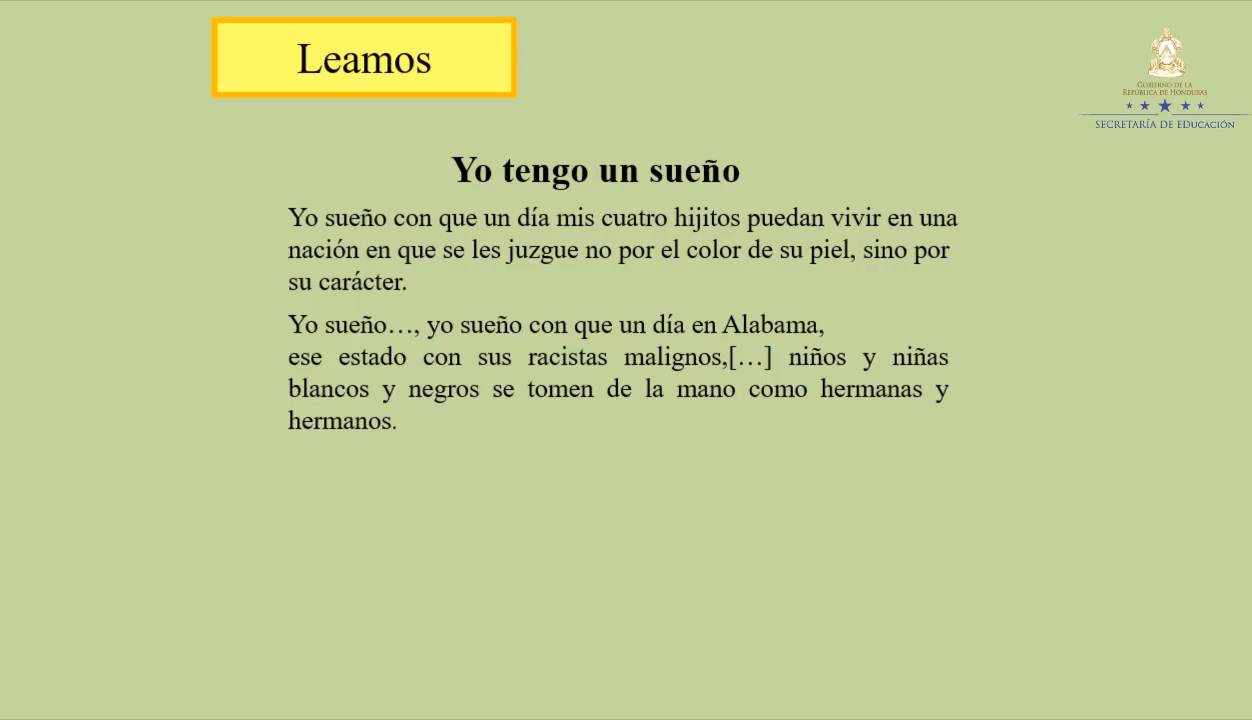 Leamos
GOBIERNO DE LA
REPÚBLICA DE HONDURAS
SECRETARÍA DE EDUCACIÓN
Yo tengo un sueño
Yo sueño con que un día mis cuatro hijitos puedan vivir en una
nación en que se les juzgue no por el color de su piel, sino por
su carácter.
Yo sueño…, yo sueño con que un día en Alabama,
ese estado con sus racistas malignos,[…] niños y niñas
blancos y negros se tomen de la mano como hermanas y
hermanos.